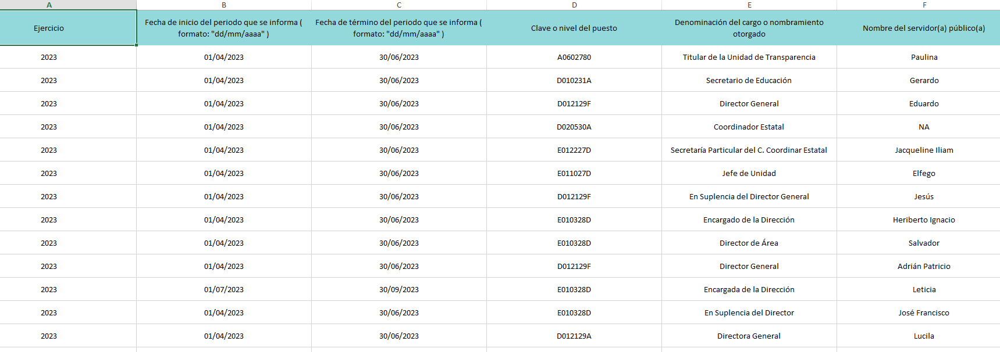 A B C D E F
Ejercicio Fecha de inicio del periodo que se informa ( formato: "dd/mm/aaaa" ) Fecha de término del periodo que se informa ( formato: "dd/mm/aaaa" ) Clave o nivel del puesto Denominación del cargo o nombramiento otorgado Nombre del servidor(a) público(a)
2023 01/04/2023 30/06/2023 A0602780 Titular de la Unidad de Transparencia Paulina
2023 01/04/2023 30/06/2023 D010231A Secretario de Educación Gerardo
2023 01/04/2023 30/06/2023 D012129F Director General Eduardo
2023 01/04/2023 30/06/2023 D020530A Coordinador Estatal NA
2023 01/04/2023 30/06/2023 E012227D Secretaría Particular del C. Coordinar Estatal Jacqueline Iliam
2023 01/04/2023 30/06/2023 E011027D Jefe de Unidad Elfego
2023 01/04/2023 30/06/2023 D012129F En Suplencia del Director General Jesús
2023 01/04/2023 30/06/2023 E010328D Encargado de la Dirección Heriberto Ignacio
2023 01/04/2023 30/06/2023 E010328D Director de Área Salvador
2023 01/04/2023 30/06/2023 D012129F Director General Adrián Patricio
2023 01/07/2023 30/09/2023 E010328D Encargada de la Dirección Leticia
2023 01/04/2023 30/06/2023 E010328D En Suplencia del Director José Francisco
2023 01/04/2023 30/06/2023 D012129A Directora General Lucila